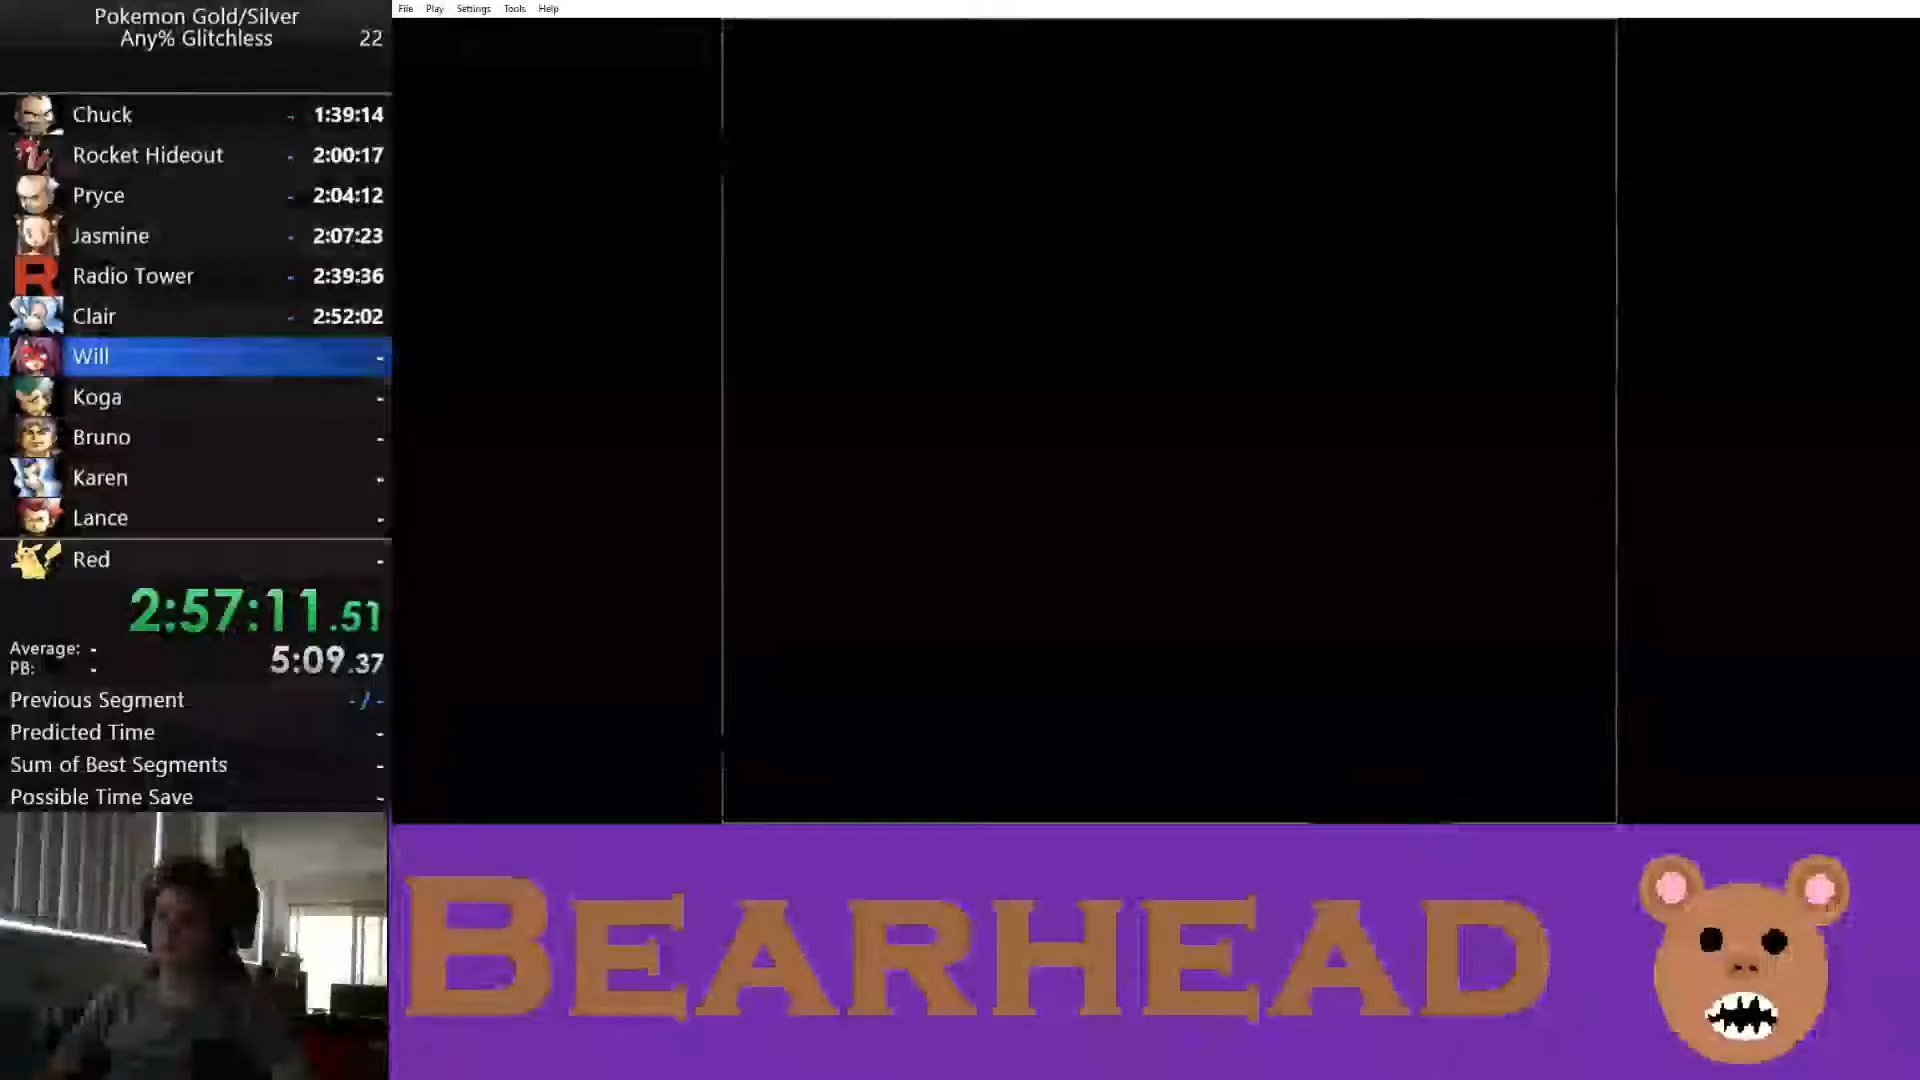 Pokemon Gold/Silver
Any% Glitchless 22
File Play Settings Tools Help
Chuck - 1:39:14
Rocket Hideout - 2:00:17
Pryce - 2:04:12
Jasmine - 2:07:23
R Radio Tower - 2:39:36
Clair - 2:52:02
Will -
Koga -
Bruno -
Karen -
Lance -
Red -
2:57:11.51
Average: -
PB: - 5:09.37
Previous Segment - / -
Predicted Time -
Sum of Best Segments -
Possible Time Save -
BEARHEAD